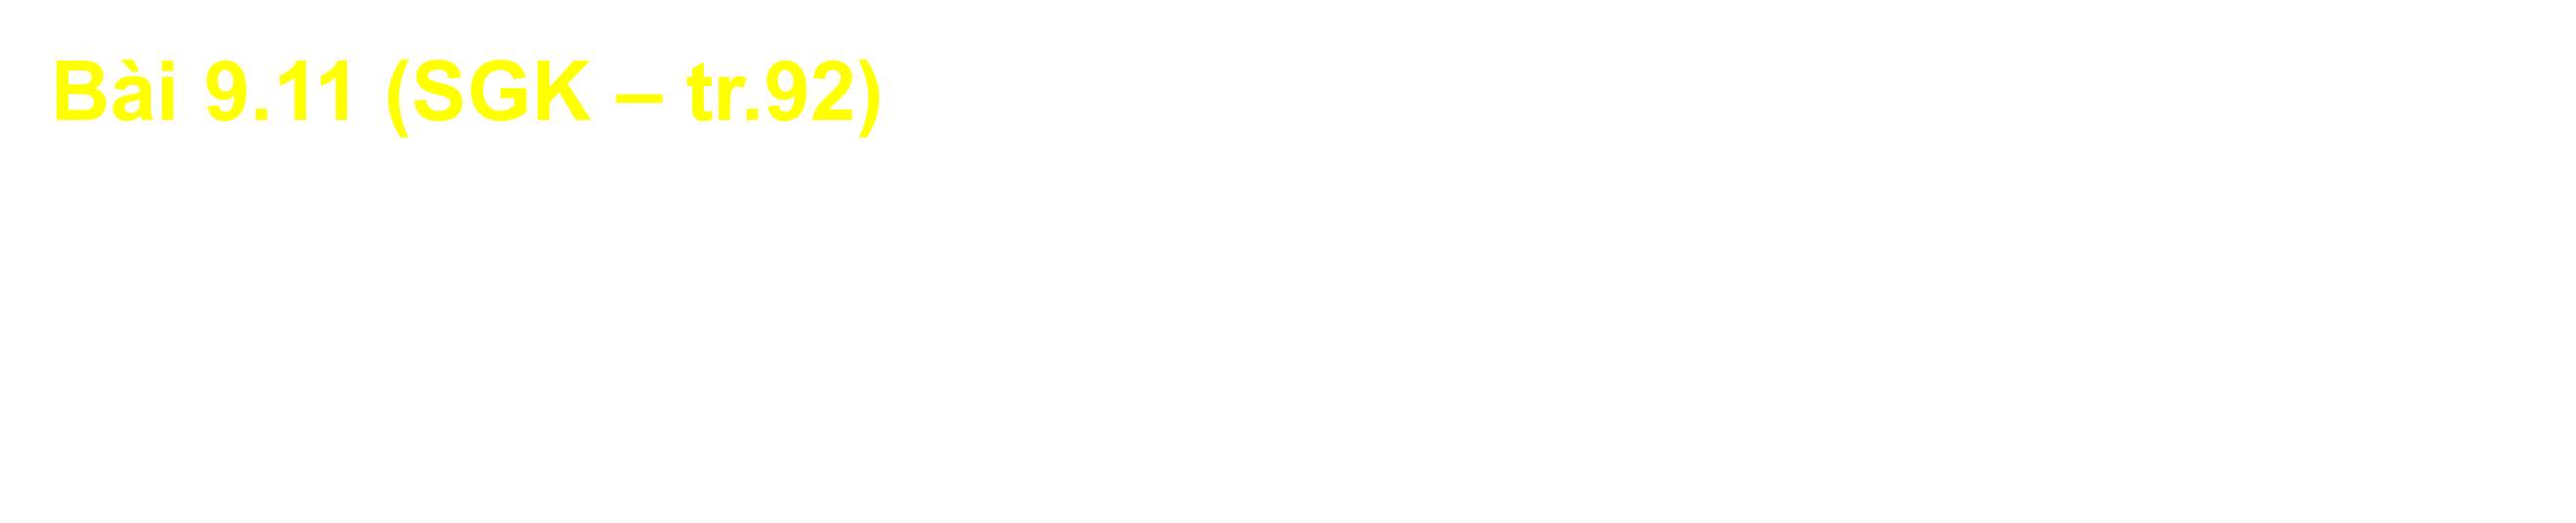 Bài 9.11 (SGK – tr.92)